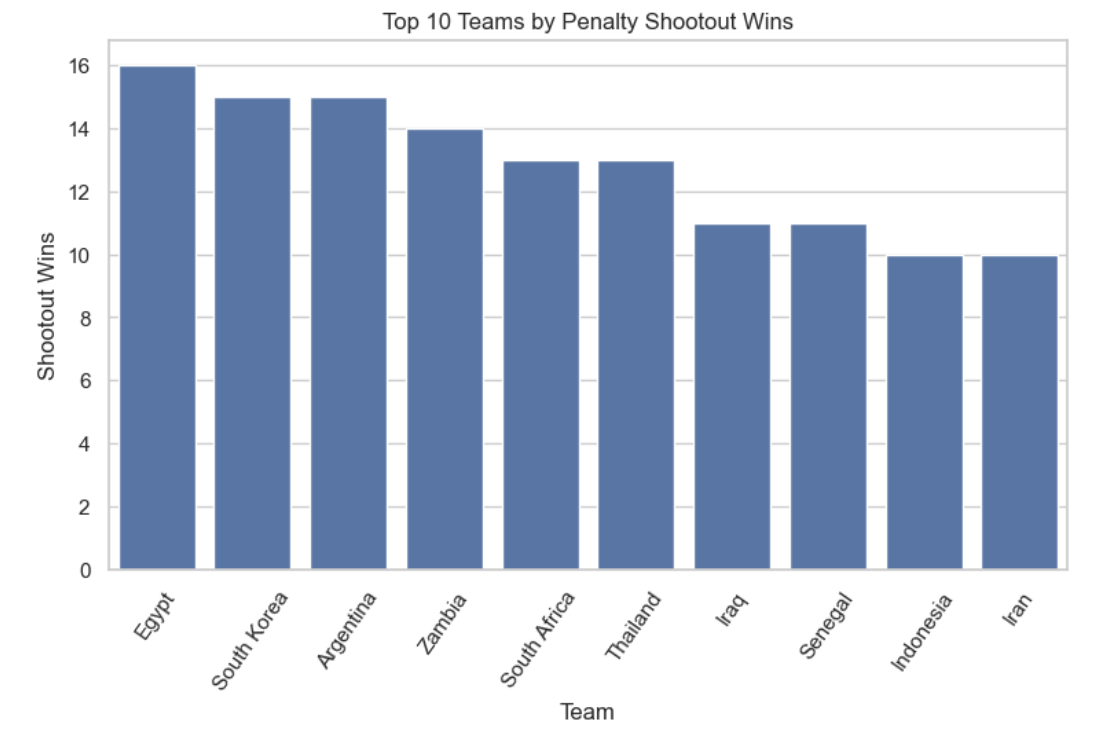 Top 10 Teams by Penalty Shootout Wins
16
14
12
10
8
6
4
2
0
Shootout Wins
Egypt
South Korea
Argentina
Zambia
South Africa
Thailand
Iraq
Senegal
Indonesia
Iran
Team